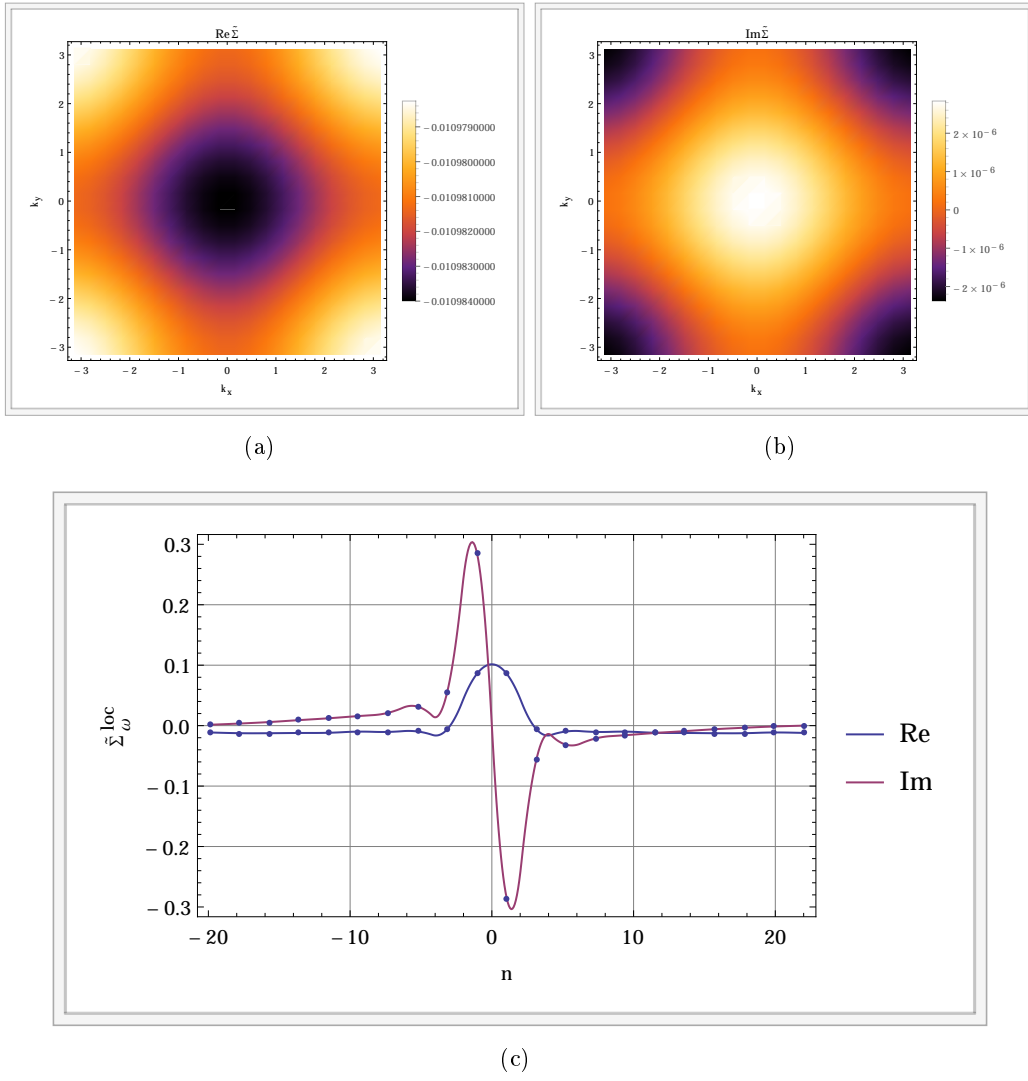 Re Σ̃
3
2
1
0
−1
−2
−3
−3 −2 −1 0 1 2 3
k_y
k_x
−0.0109790000
−0.0109800000
−0.0109810000
−0.0109820000
−0.0109830000
−0.0109840000
(a)
Im Σ̃
3
2
1
0
−1
−2
−3
−3 −2 −1 0 1 2 3
k_y
k_x
2 × 10⁻⁶
1 × 10⁻⁶
0
−1 × 10⁻⁶
−2 × 10⁻⁶
(b)
0.3
0.2
0.1
0.0
−0.1
−0.2
−0.3
−20 −10 0 10 20
Σ̃ ω loc
n
Re
Im
(c)